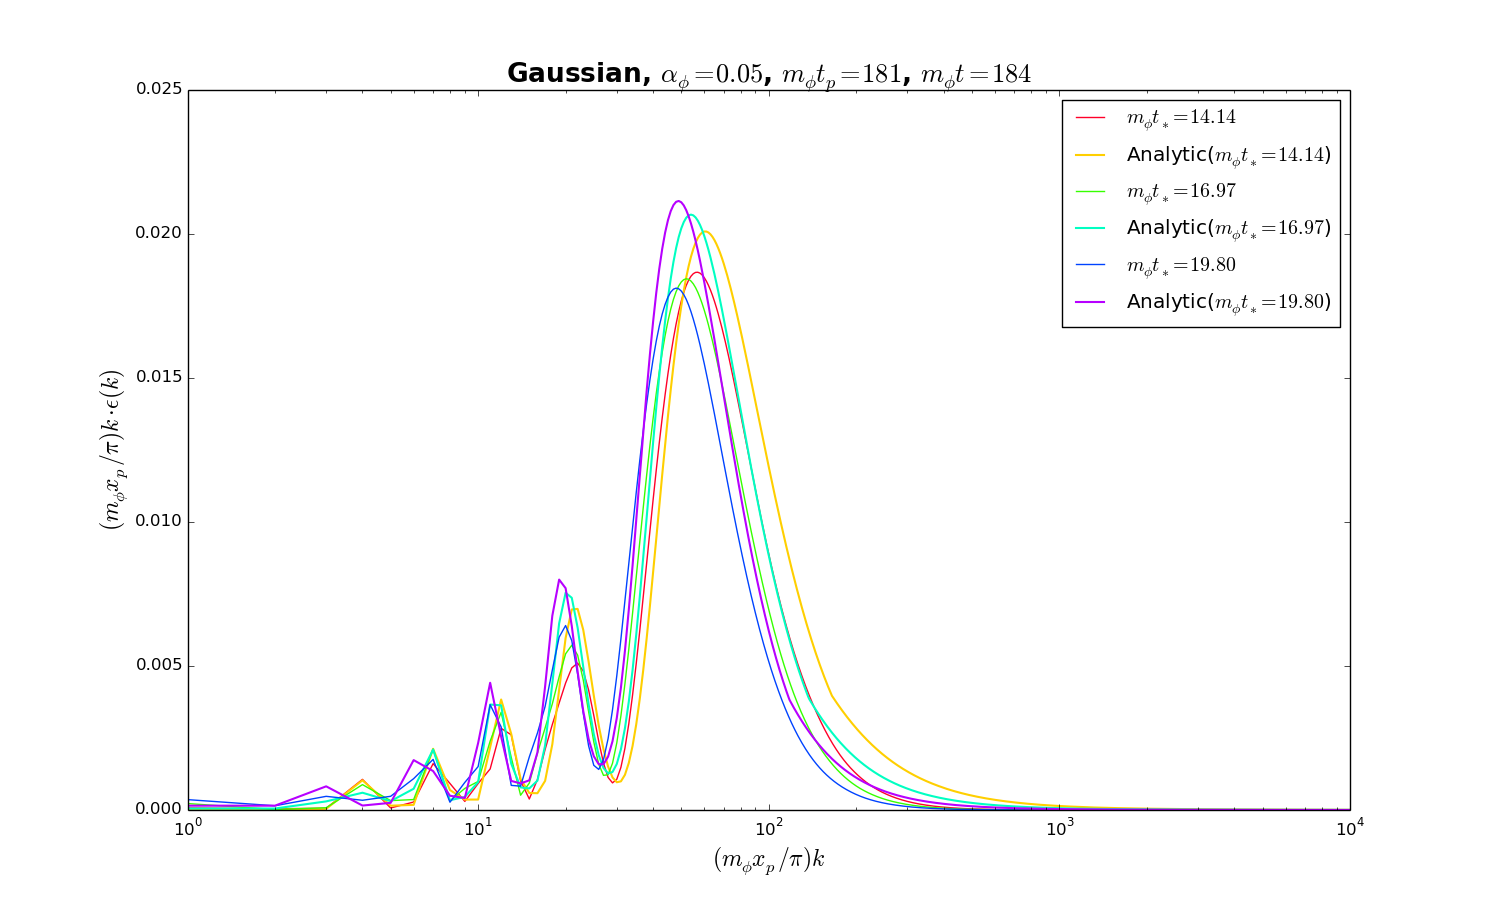 Gaussian, α_ϕ=0.05, m_ϕt_p=181, m_ϕt=184
0.025
0.020
0.015
0.010
0.005
0.000
(m_ϕx_p/π)k·ϵ(k)
m_ϕt_*=14.14
Analytic(m_ϕt_*=14.14)
m_ϕt_*=16.97
Analytic(m_ϕt_*=16.97)
m_ϕt_*=19.80
Analytic(m_ϕt_*=19.80)
10^0 10^1 10^2 10^3 10^4
(m_ϕx_p/π)k